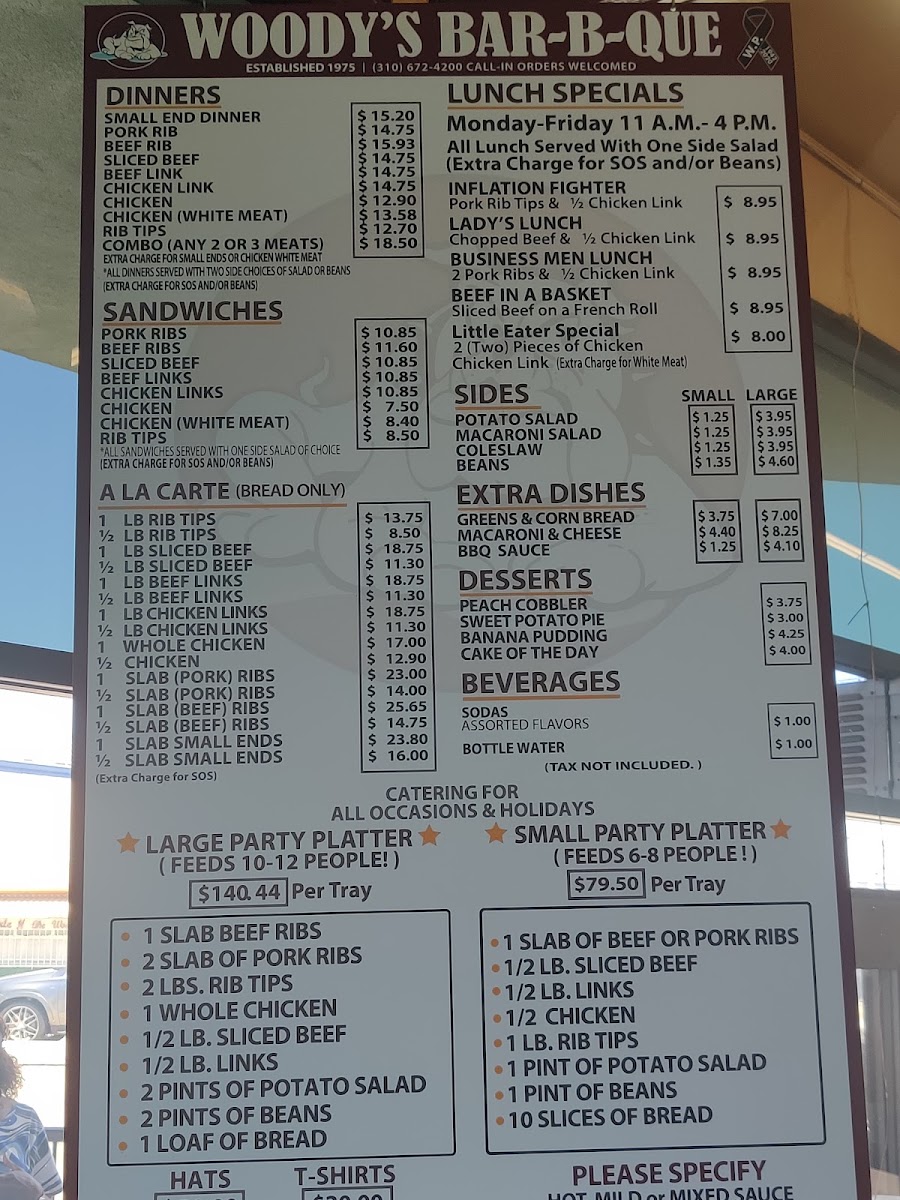 WOODY'S BAR-B-QUE
W.P.
ESTABLISHED 1975 | (310) 672-4200 CALL-IN ORDERS WELCOMED
DINNERS
SMALL END DINNER $ 15.20
PORK RIB $ 14.75
BEEF RIB $ 15.93
SLICED BEEF $ 14.75
BEEF LINK $ 14.75
CHICKEN LINK $ 14.75
CHICKEN $ 12.90
CHICKEN (WHITE MEAT) $ 13.58
RIB TIPS $ 12.70
COMBO (ANY 2 OR 3 MEATS) $ 18.50
EXTRA CHARGE FOR SMALL ENDS OR CHICKEN WHITE MEAT
*ALL DINNERS SERVED WITH TWO SIDE CHOICES OF SALAD OR BEANS
(EXTRA CHARGE FOR SOS AND/OR BEANS)
SANDWICHES
PORK RIBS $ 10.85
BEEF RIBS $ 11.60
SLICED BEEF $ 10.85
BEEF LINKS $ 10.85
CHICKEN LINKS $ 10.85
CHICKEN $ 7.50
CHICKEN (WHITE MEAT) $ 8.40
RIB TIPS $ 8.50
*ALL SANDWICHES SERVED WITH ONE SIDE SALAD OF CHOICE
(EXTRA CHARGE FOR SOS AND/OR BEANS)
A LA CARTE (BREAD ONLY)
1 LB RIB TIPS $ 13.75
½ LB RIB TIPS $ 8.50
1 LB SLICED BEEF $ 18.75
½ LB SLICED BEEF $ 11.30
1 LB BEEF LINKS $ 18.75
½ LB BEEF LINKS $ 11.30
1 LB CHICKEN LINKS $ 18.75
½ LB CHICKEN LINKS $ 11.30
1 WHOLE CHICKEN $ 17.00
½ CHICKEN $ 12.90
1 SLAB (PORK) RIBS $ 23.00
½ SLAB (PORK) RIBS $ 14.00
1 SLAB (BEEF) RIBS $ 25.65
½ SLAB (BEEF) RIBS $ 14.75
1 SLAB SMALL ENDS $ 23.80
½ SLAB SMALL ENDS $ 16.00
(Extra Charge for SOS)
LUNCH SPECIALS
Monday-Friday 11 A.M.- 4 P.M.
All Lunch Served With One Side Salad
(Extra Charge for SOS and/or Beans)
INFLATION FIGHTER
Pork Rib Tips & ½ Chicken Link $ 8.95
LADY'S LUNCH
Chopped Beef & ½ Chicken Link $ 8.95
BUSINESS MEN LUNCH
2 Pork Ribs & ½ Chicken Link $ 8.95
BEEF IN A BASKET
Sliced Beef on a French Roll $ 8.95
Little Eater Special $ 8.00
2 (Two) Pieces of Chicken
Chicken Link (Extra Charge for White Meat)
SIDES SMALL LARGE
POTATO SALAD $ 1.25 $ 3.95
MACARONI SALAD $ 1.25 $ 3.95
COLESLAW $ 1.25 $ 3.95
BEANS $ 1.35 $ 4.60
EXTRA DISHES
GREENS & CORN BREAD $ 3.75 $ 7.00
MACARONI & CHEESE $ 4.40 $ 8.25
BBQ SAUCE $ 1.25 $ 4.10
DESSERTS
PEACH COBBLER $ 3.75
SWEET POTATO PIE $ 3.00
BANANA PUDDING $ 4.25
CAKE OF THE DAY $ 4.00
BEVERAGES
SODAS
ASSORTED FLAVORS $ 1.00
BOTTLE WATER $ 1.00
(TAX NOT INCLUDED. )
CATERING FOR
ALL OCCASIONS & HOLIDAYS
LARGE PARTY PLATTER
( FEEDS 10-12 PEOPLE! )
$140.44 Per Tray
• 1 SLAB BEEF RIBS
• 2 SLAB OF PORK RIBS
• 2 LBS. RIB TIPS
• 1 WHOLE CHICKEN
• 1/2 LB. SLICED BEEF
• 1/2 LB. LINKS
• 2 PINTS OF POTATO SALAD
• 2 PINTS OF BEANS
• 1 LOAF OF BREAD
SMALL PARTY PLATTER
( FEEDS 6-8 PEOPLE ! )
$79.50 Per Tray
• 1 SLAB OF BEEF OR PORK RIBS
• 1/2 LB. SLICED BEEF
• 1/2 LB. LINKS
• 1/2 CHICKEN
• 1 LB. RIB TIPS
• 1 PINT OF POTATO SALAD
• 1 PINT OF BEANS
• 10 SLICES OF BREAD
HATS T-SHIRTS
PLEASE SPECIFY
HOT, MILD or MIXED SAUCE